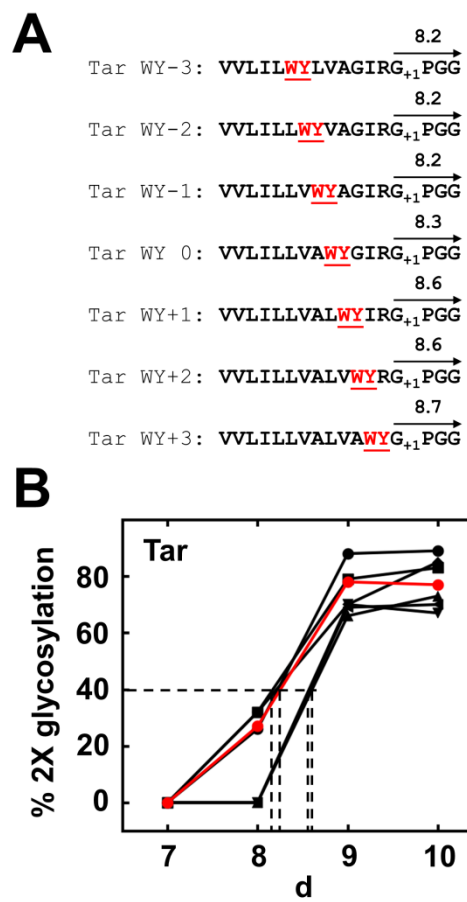 A
8.2
Tar WY-3: VVLILWYLVAGIRG+1PGG
8.2
Tar WY-2: VVLILLWYVAGIRG+1PGG
8.2
Tar WY-1: VVLILLVWYAGIRG+1PGG
8.3
Tar WY 0: VVLILLVAWYGIRG+1PGG
8.6
Tar WY+1: VVLILLVALWYIRG+1PGG
8.6
Tar WY+2: VVLILLVALVWYRG+1PGG
8.7
Tar WY+3: VVLILLVALVAWYG+1PGG
B
Tar
% 2X glycosylation
80
60
40
20
0
7 8 9 10
d